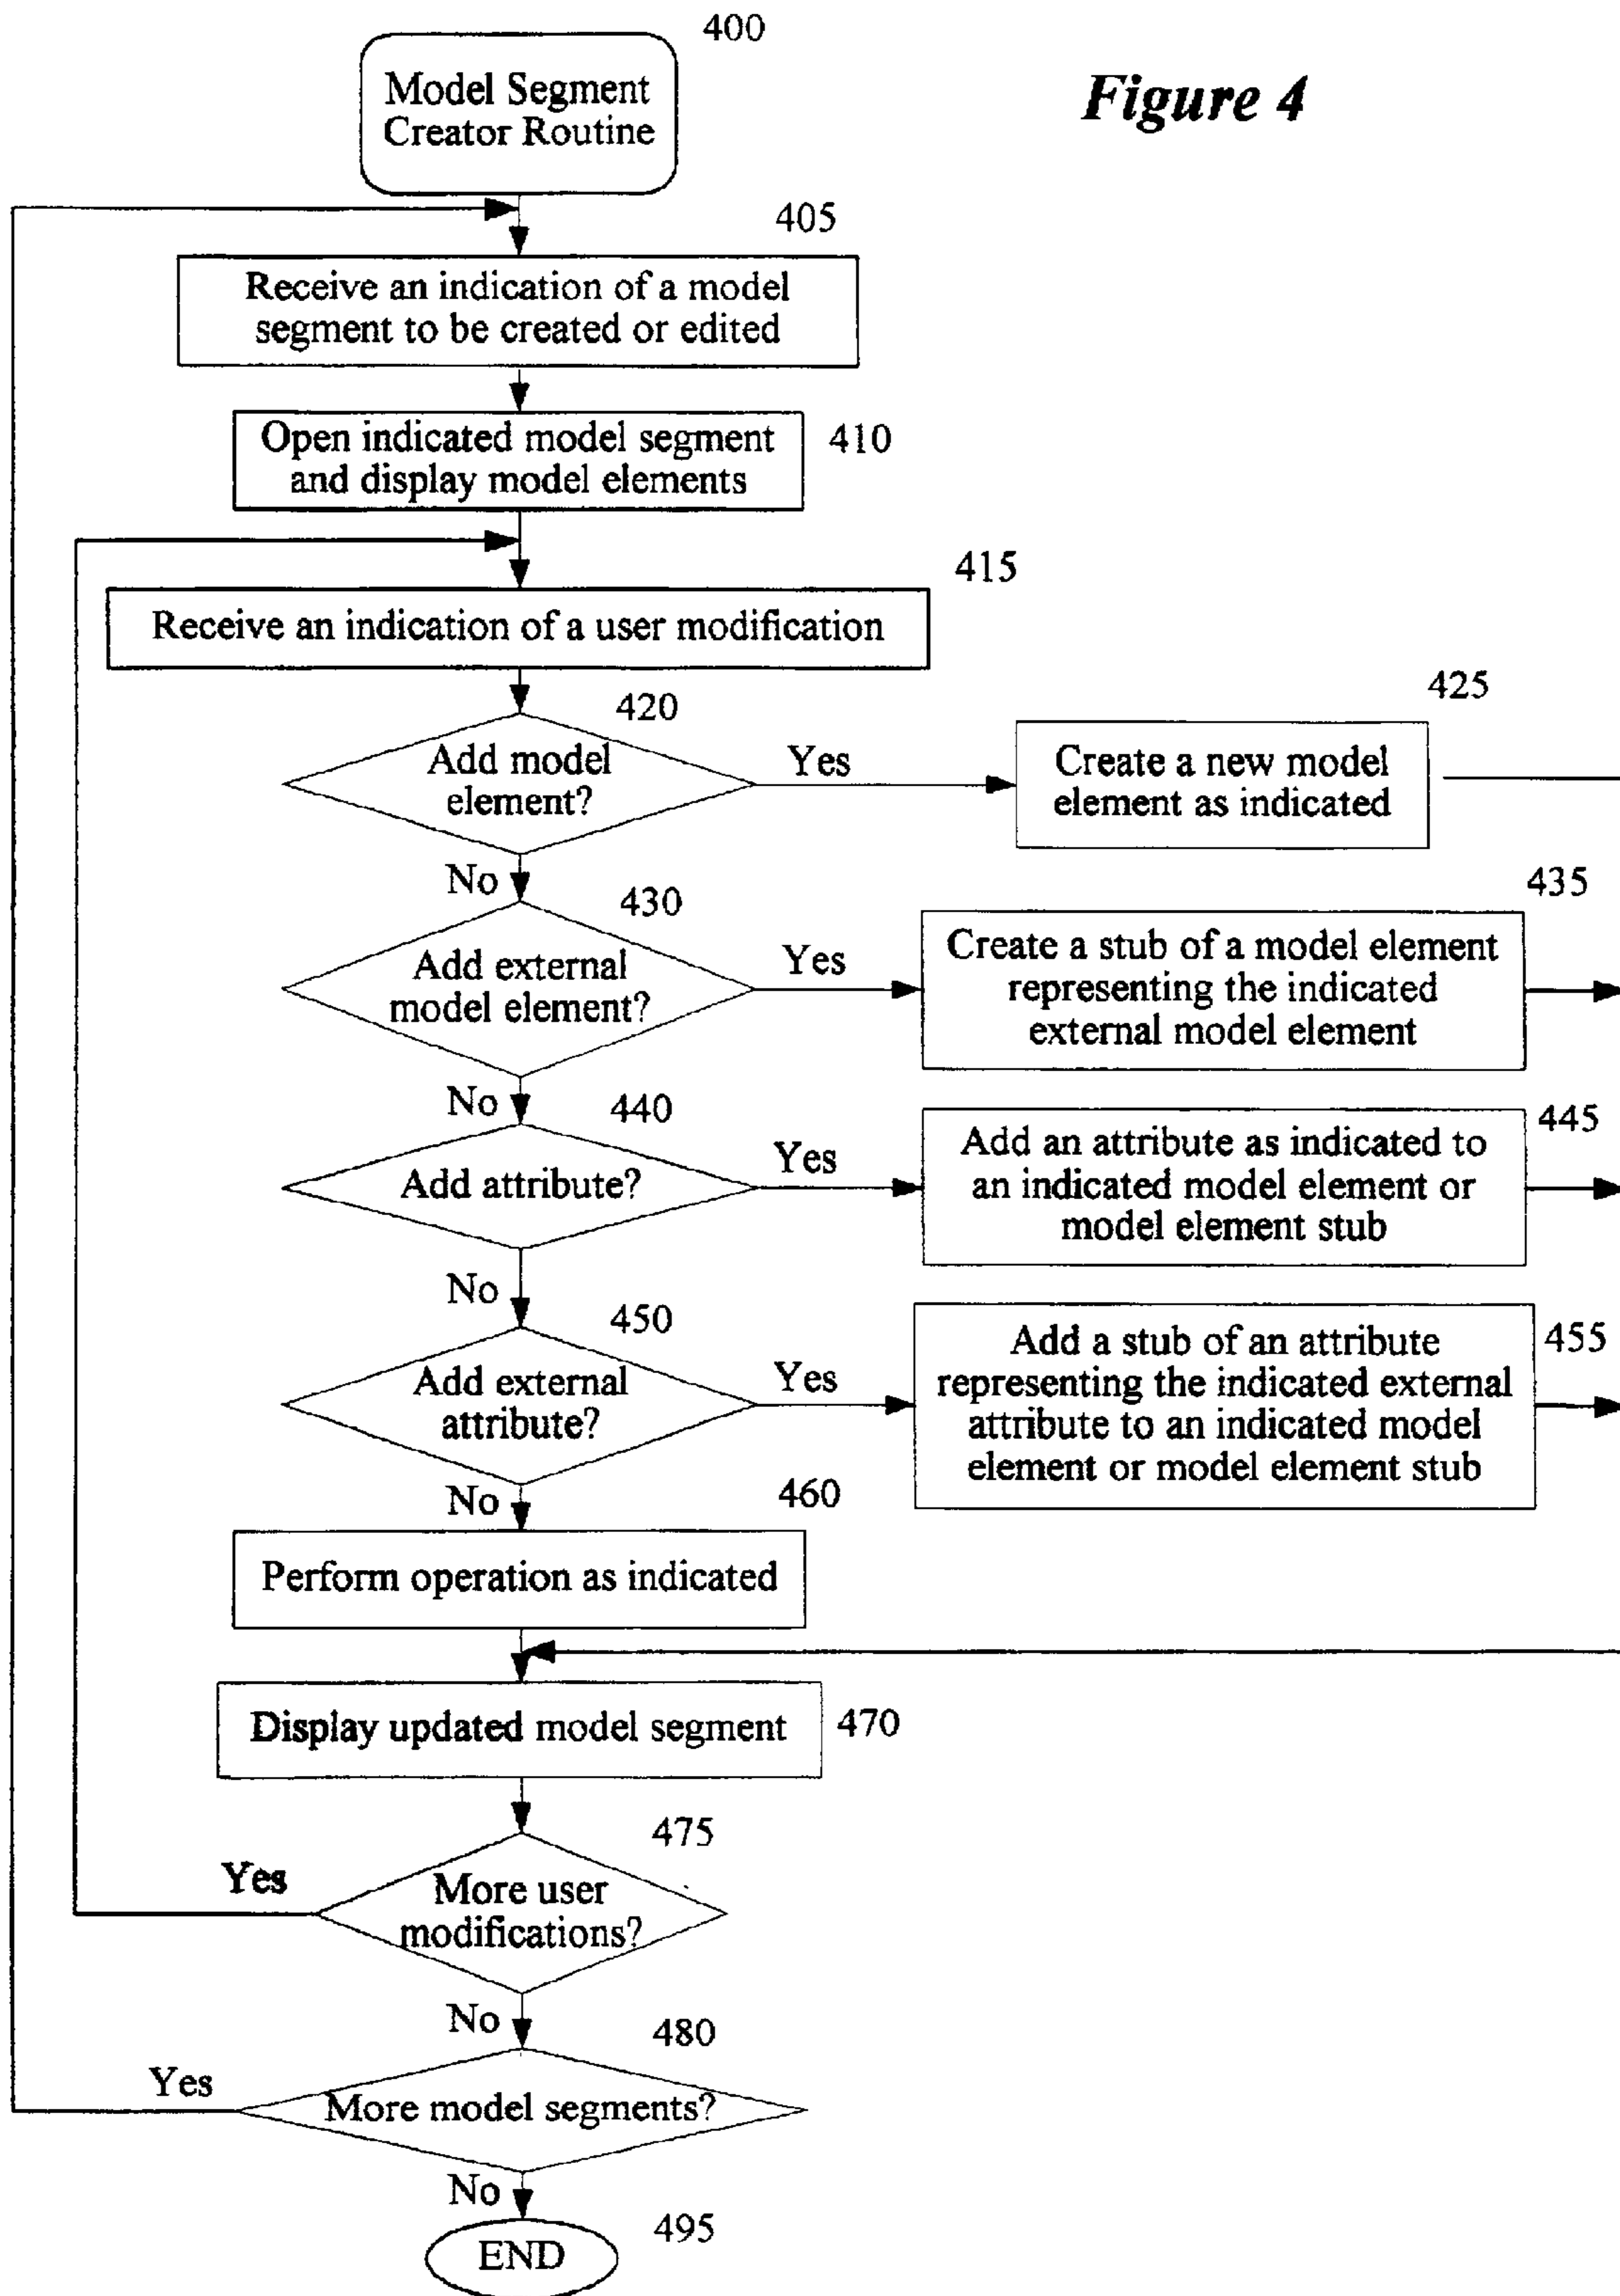 400
Figure 4
Model Segment
Creator Routine
405
Receive an indication of a model
segment to be created or edited
Open indicated model segment
and display model elements
410
415
Receive an indication of a user modification
420
Add model
element?
Yes
425
Create a new model
element as indicated
No
430
Add external
model element?
Yes
435
Create a stub of a model element
representing the indicated
external model element
No
440
Add attribute?
Yes
445
Add an attribute as indicated to
an indicated model element or
model element stub
No
450
Add external
attribute?
Yes
455
Add a stub of an attribute
representing the indicated external
attribute to an indicated model
element or model element stub
No
460
Perform operation as indicated
Display updated model segment
470
475
More user
modifications?
Yes
No
480
More model segments?
Yes
No
495
END